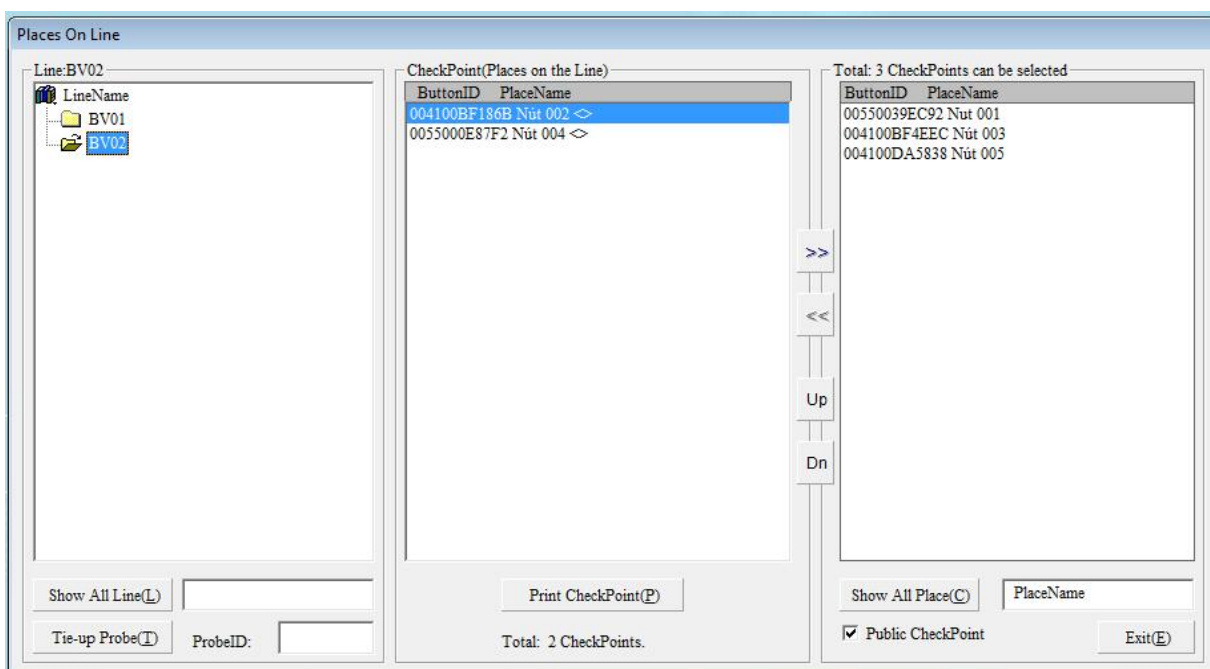 Places On Line
Line:BV02
LineName
BV01
BV02
Show All Line(L)
Tie-up Probe(T)
ProbeID:
CheckPoint(Places on the Line)
ButtonID PlaceName
004100BF186B Nút 002 <>
0055000E87F2 Nút 004 <>
Print CheckPoint(P)
Total: 2 CheckPoints.
>>
<<
Up
Dn
Total: 3 CheckPoints can be selected
ButtonID PlaceName
00550039EC92 Nut 001
004100BF4EEC Nút 003
004100DA5838 Nút 005
Show All Place(C)
PlaceName
Public CheckPoint
Exit(E)